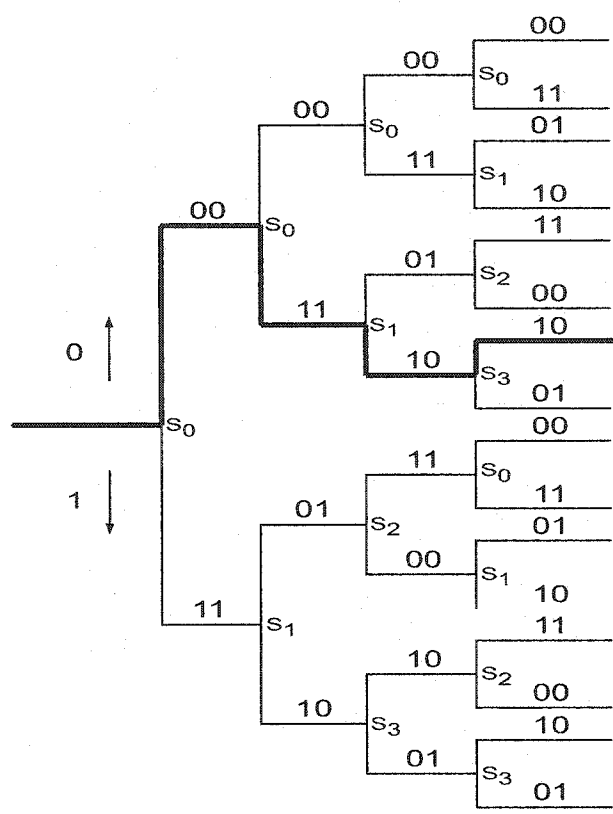 00
00 S0
00 11
S0 01
11 S1
00 10
S0 11
01 S2
11 00
S1 10
10 S3
0 01
S0 00
11 S0
1 01 11
S2 01
00 S1
11 10
S1 11
10 S2
10 00
S3 10
01 S3
01